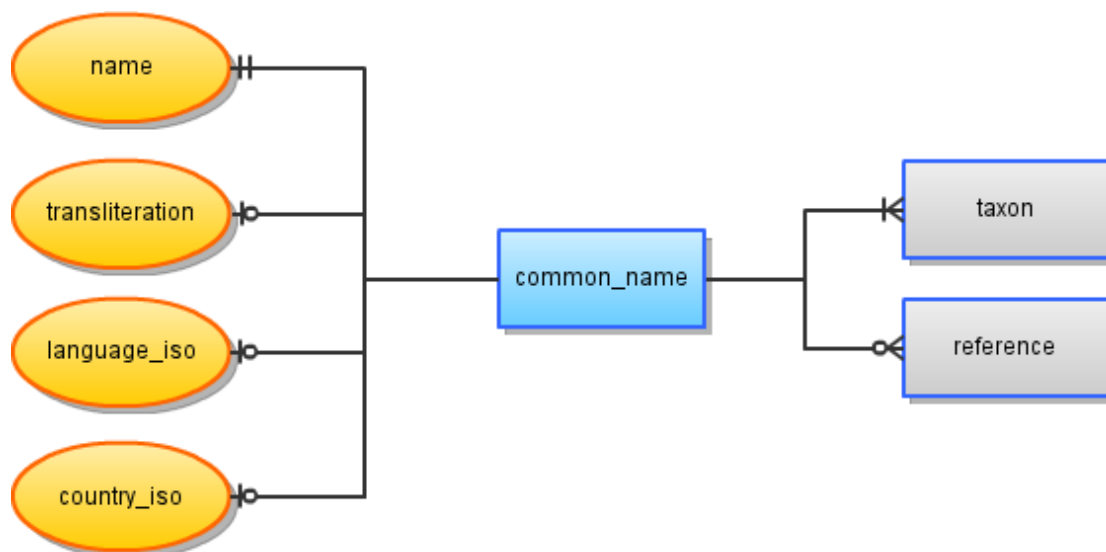 name
transliteration
language_iso
country_iso
common_name
taxon
reference